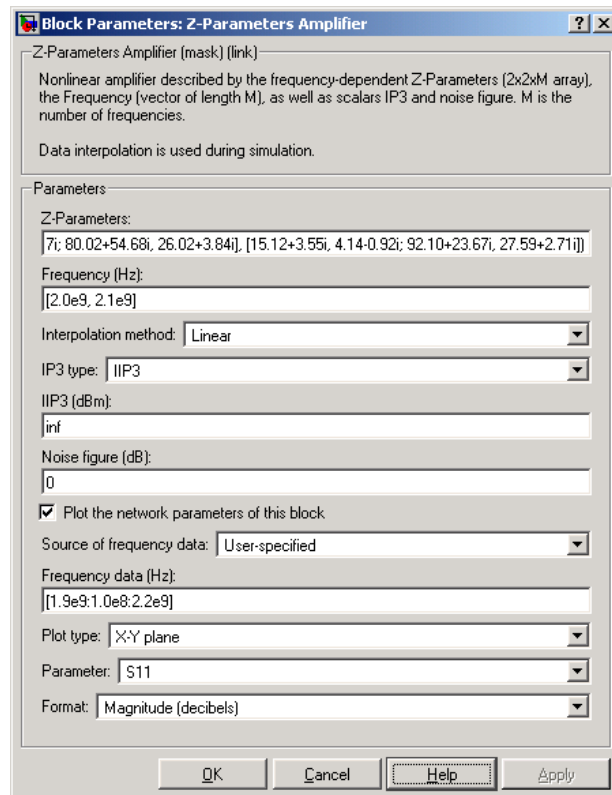 Block Parameters: Z-Parameters Amplifier
Z-Parameters Amplifier (mask) (link)
Nonlinear amplifier described by the frequency-dependent Z-Parameters (2x2xM array),
the Frequency (vector of length M), as well as scalars IP3 and noise figure. M is the
number of frequencies.
Data interpolation is used during simulation.
Parameters
Z-Parameters:
7i; 80.02+54.68i, 26.02+3.84i], [15.12+3.55i, 4.14-0.92i; 92.10+23.67i, 27.59+2.71i])
Frequency (Hz):
[2.0e9, 2.1e9]
Interpolation method: Linear
IP3 type: IIP3
IIP3 (dBm):
inf
Noise figure (dB):
0
Plot the network parameters of this block
Source of frequency data: User-specified
Frequency data (Hz):
[1.9e9:1.0e8:2.2e9]
Plot type: X-Y plane
Parameter: S11
Format: Magnitude (decibels)
OK Cancel Help Apply